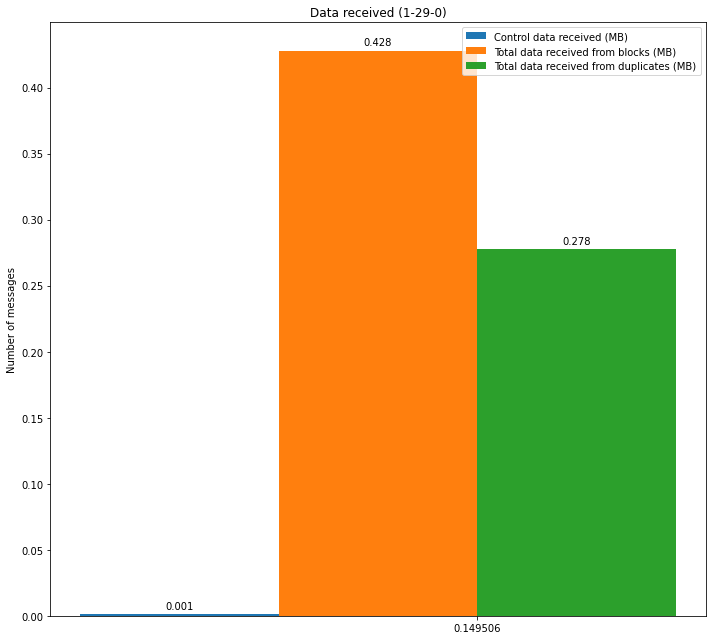 Data received (1-29-0)
Control data received (MB)
Total data received from blocks (MB)
Total data received from duplicates (MB)
0.428
0.278
0.001
Number of messages
0.40
0.35
0.30
0.25
0.20
0.15
0.10
0.05
0.00
0.149506